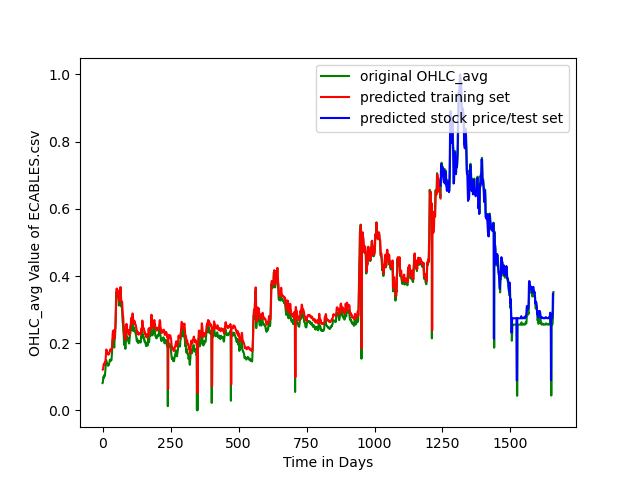 original OHLC_avg
predicted training set
predicted stock price/test set
1.0
0.8
0.6
0.4
0.2
0.0
OHLC_avg Value of ECABLES.csv
0 250 500 750 1000 1250 1500
Time in Days